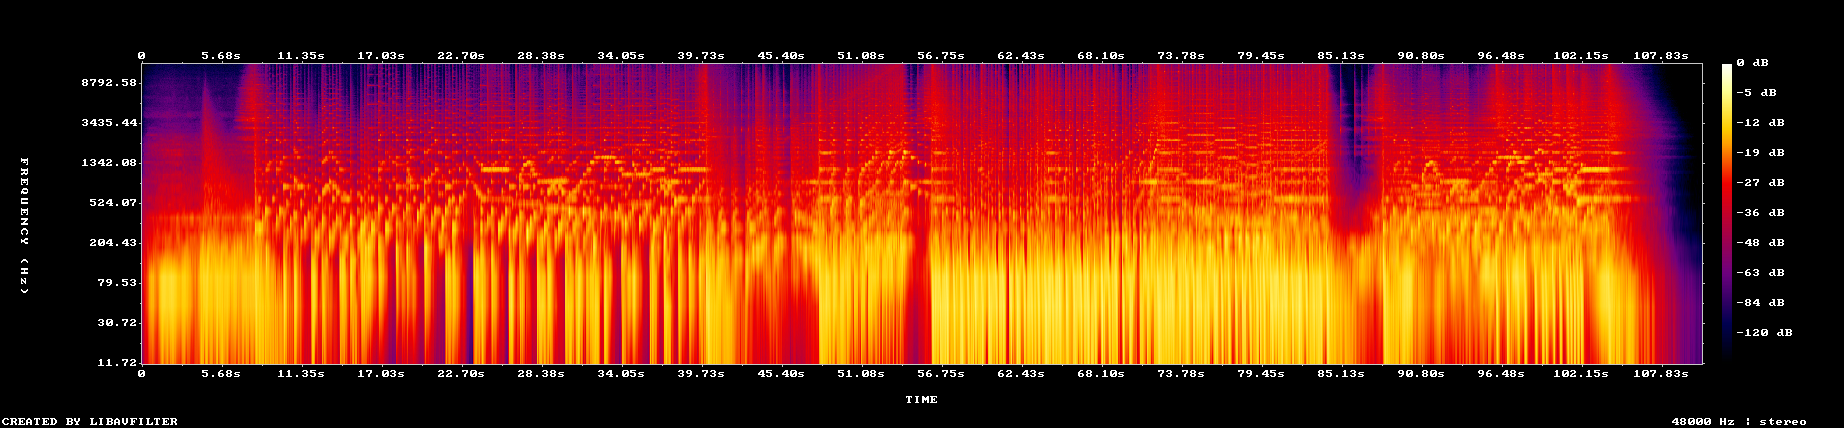 0 5.68s 11.35s 17.03s 22.70s 28.38s 34.05s 39.73s 45.40s 51.08s 56.75s 62.43s 68.10s 73.78s 79.45s 85.13s 90.80s 96.48s 102.15s 107.83s
0 dB
8792.58
-5 dB
3435.44
-12 dB
1342.08
-19 dB
-27 dB
524.07
-36 dB
204.43
-48 dB
-63 dB
79.53
-84 dB
30.72
-120 dB
11.72
FREQUENCY (Hz)
0 5.68s 11.35s 17.03s 22.70s 28.38s 34.05s 39.73s 45.40s 51.08s 56.75s 62.43s 68.10s 73.78s 79.45s 85.13s 90.80s 96.48s 102.15s 107.83s
TIME
CREATED BY LIBAVFILTER
48000 Hz | stereo